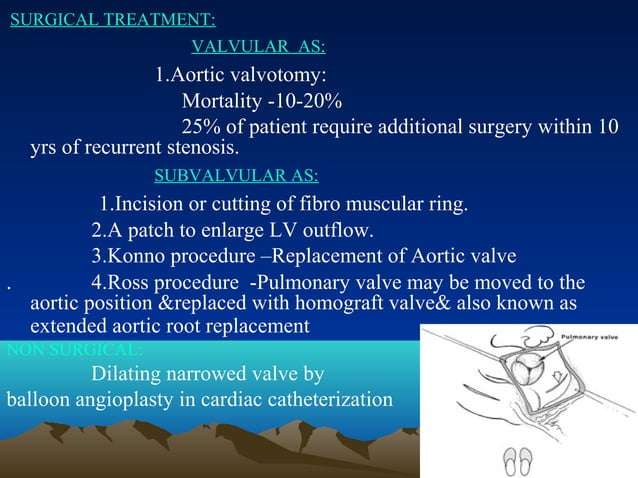 SURGICAL TREATMENT:
VALVULAR AS:
1.Aortic valvotomy:
Mortality -10-20%
25% of patient require additional surgery within 10
yrs of recurrent stenosis.
SUBVALVULAR AS:
1.Incision or cutting of fibro muscular ring.
2.A patch to enlarge LV outflow.
3.Konno procedure –Replacement of Aortic valve
. 4.Ross procedure -Pulmonary valve may be moved to the
aortic position &replaced with homograft valve& also known as
extended aortic root replacement
NON SURGICAL:
Dilating narrowed valve by
balloon angioplasty in cardiac catheterization
Pulmonary valve